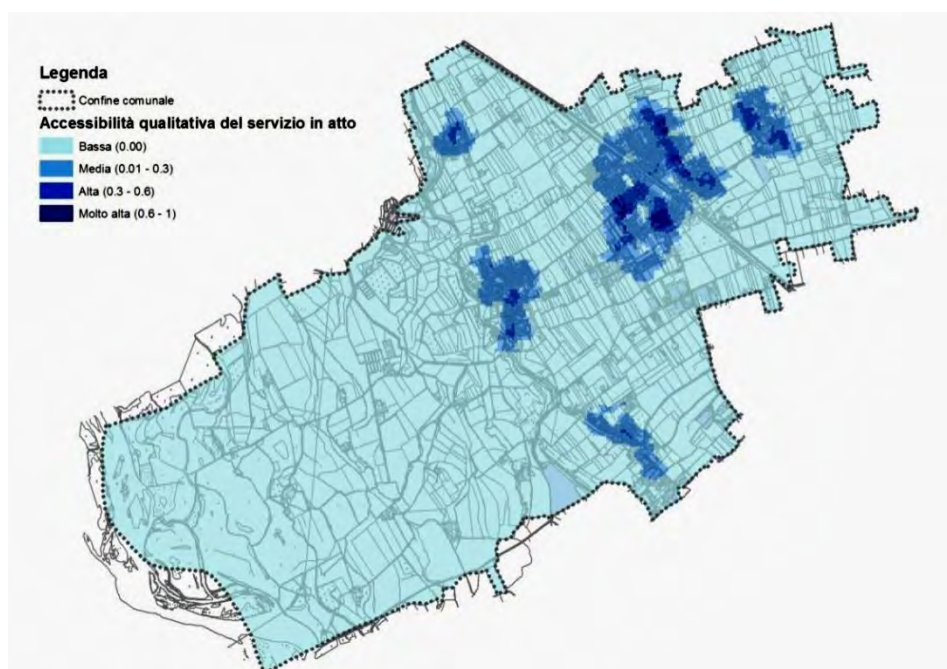 Legenda
Confine comunale
Accessibilità qualitativa del servizio in atto
Bassa (0.00)
Media (0.01 - 0.3)
Alta (0.3 - 0.6)
Molto alta (0.6 - 1)